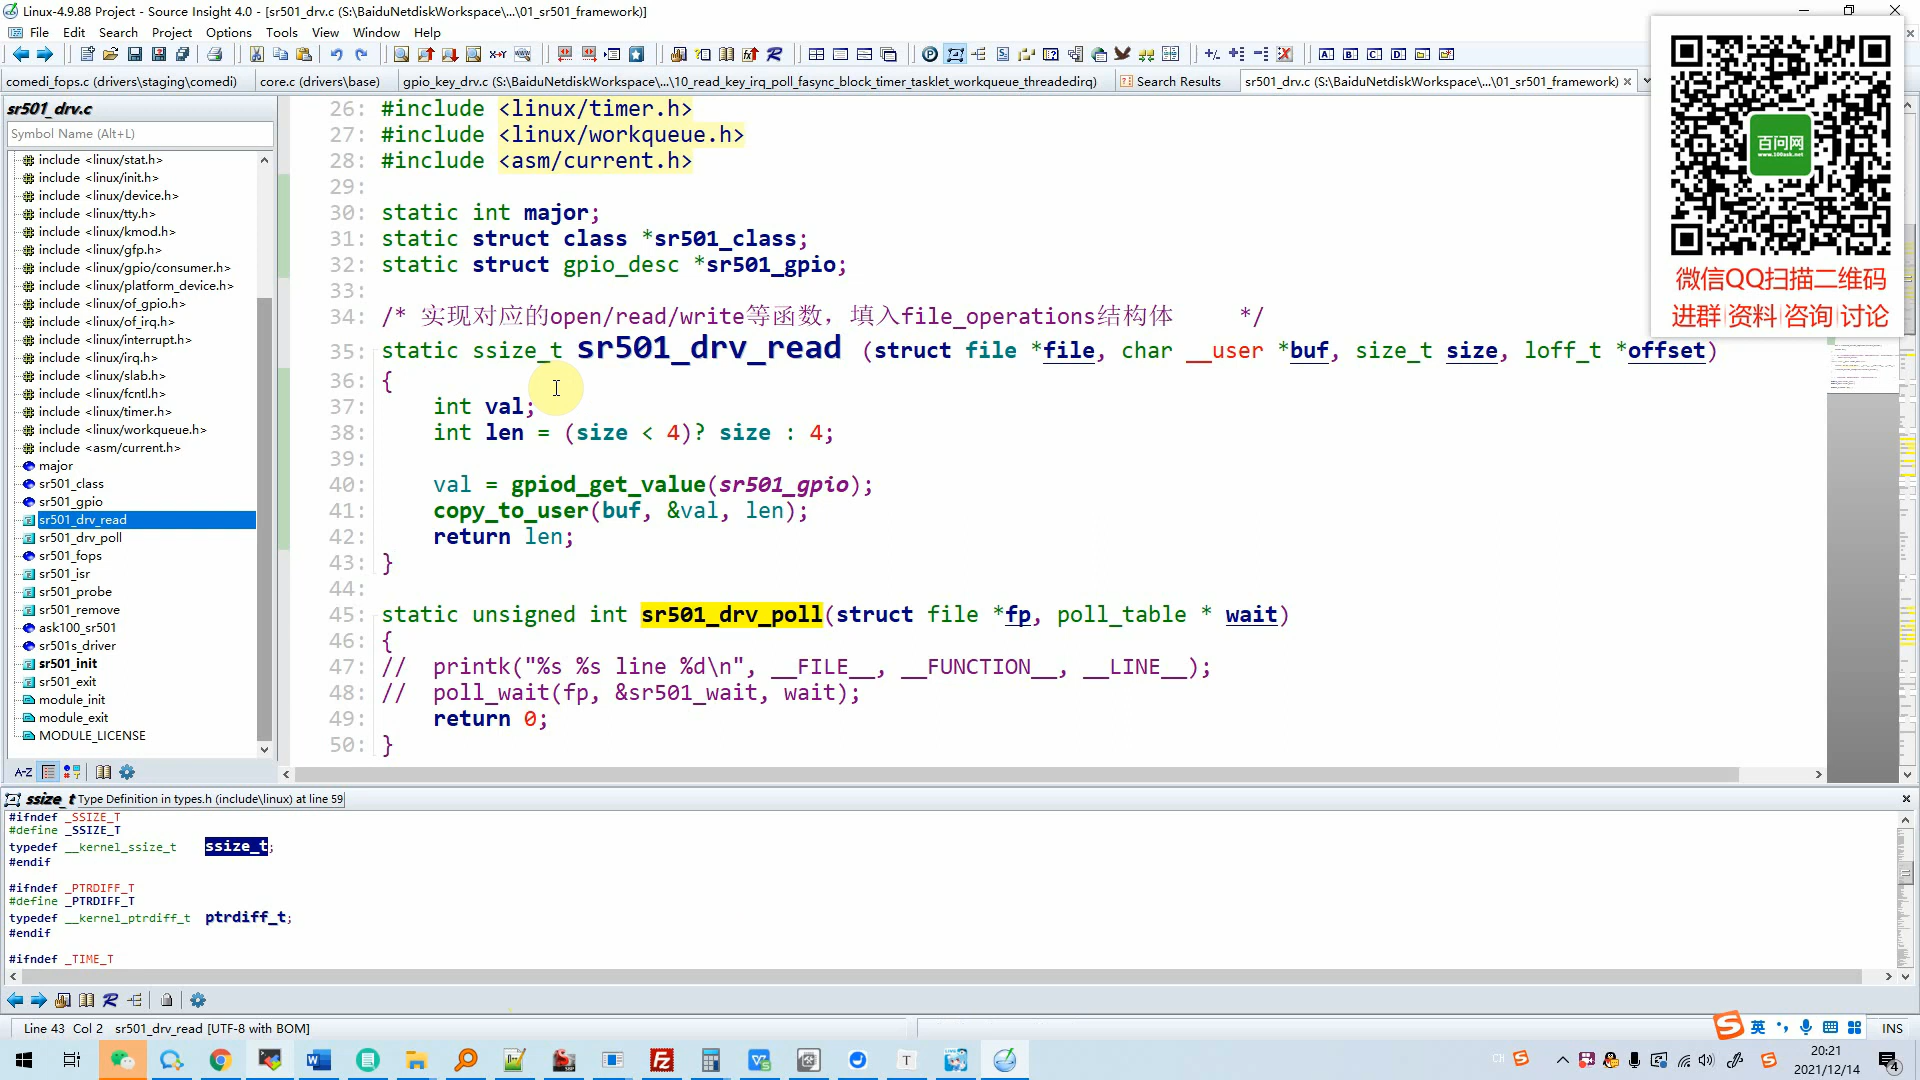 Linux-4.9.88 Project - Source Insight 4.0 - [sr501_drv.c (S:\BaiduNetdiskWorkspace\...\01_sr501_framework)]
File Edit Search Project Options Tools View Window Help
comedi_fops.c (drivers\staging\comedi) core.c (drivers\base) gpio_key_drv.c (S:\BaiduNetdiskWorkspace\...\10_read_key_irq_poll_fasync_block_timer_tasklet_workqueue_threadedirq) Search Results sr501_drv.c (S:\BaiduNetdiskWorkspace\...\01_sr501_framework)
sr501_drv.c
Symbol Name (Alt+L)
include <linux/stat.h>
include <linux/init.h>
include <linux/device.h>
include <linux/tty.h>
include <linux/kmod.h>
include <linux/gfp.h>
include <linux/gpio/consumer.h>
include <linux/platform_device.h>
include <linux/of_gpio.h>
include <linux/of_irq.h>
include <linux/interrupt.h>
include <linux/irq.h>
include <linux/slab.h>
include <linux/fcntl.h>
include <linux/timer.h>
include <linux/workqueue.h>
include <asm/current.h>
major
sr501_class
sr501_gpio
sr501_drv_read
sr501_drv_poll
sr501_fops
sr501_isr
sr501_probe
sr501_remove
ask100_sr501
sr501s_driver
sr501_init
sr501_exit
module_init
module_exit
MODULE_LICENSE
A-Z
26: #include <linux/timer.h>
27: #include <linux/workqueue.h>
28: #include <asm/current.h>
29:
30: static int major;
31: static struct class *sr501_class;
32: static struct gpio_desc *sr501_gpio;
33:
34: /* 实现对应的open/read/write等函数，填入file_operations结构体 */
35: static ssize_t sr501_drv_read (struct file *file, char __user *buf, size_t size, loff_t *offset)
36: {
37: int val;
38: int len = (size < 4)? size : 4;
39:
40: val = gpiod_get_value(sr501_gpio);
41: copy_to_user(buf, &val, len);
42: return len;
43: }
44:
45: static unsigned int sr501_drv_poll(struct file *fp, poll_table * wait)
46: {
47: // printk("%s %s line %d\n", __FILE__, __FUNCTION__, __LINE__);
48: // poll_wait(fp, &sr501_wait, wait);
49: return 0;
50: }
百问网
www.100ask.net
微信QQ扫描二维码
进群|资料|咨询|讨论
ssize_t Type Definition in types.h (include\linux) at line 59
#ifndef _SSIZE_T
#define _SSIZE_T
typedef __kernel_ssize_t ssize_t;
#endif
#ifndef _PTRDIFF_T
#define _PTRDIFF_T
typedef __kernel_ptrdiff_t ptrdiff_t;
#endif
#ifndef _TIME_T
Line 43 Col 2 sr501_drv_read [UTF-8 with BOM]
英
INS
20:21
2021/12/14